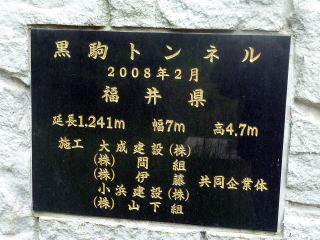 黒駒トンネル
2008年2月
福井県
延長1.241m 幅7m 高4.7m
施工 大成建設(株)
(株)間組
(株)伊藤組
小浜建設(株)
(株)山下組
共同企業体